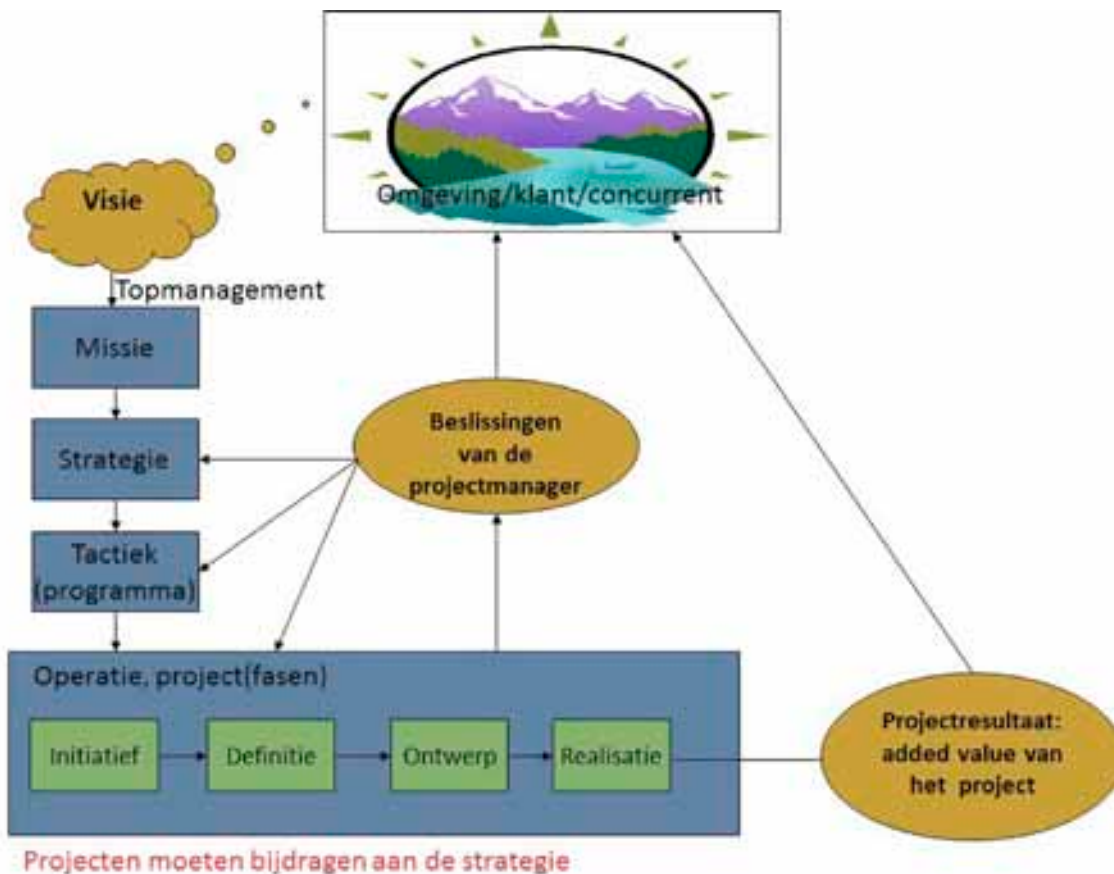 Omgeving/klant/concurrent
Visie
Topmanagement
Missie
Strategie
Tactiek
(programma)
Beslissingen
van de
projectmanager
Operatie, project(fasen)
Initiatief
Definitie
Ontwerp
Realisatie
Projectresultaat:
added value van
het project
Projecten moeten bijdragen aan de strategie